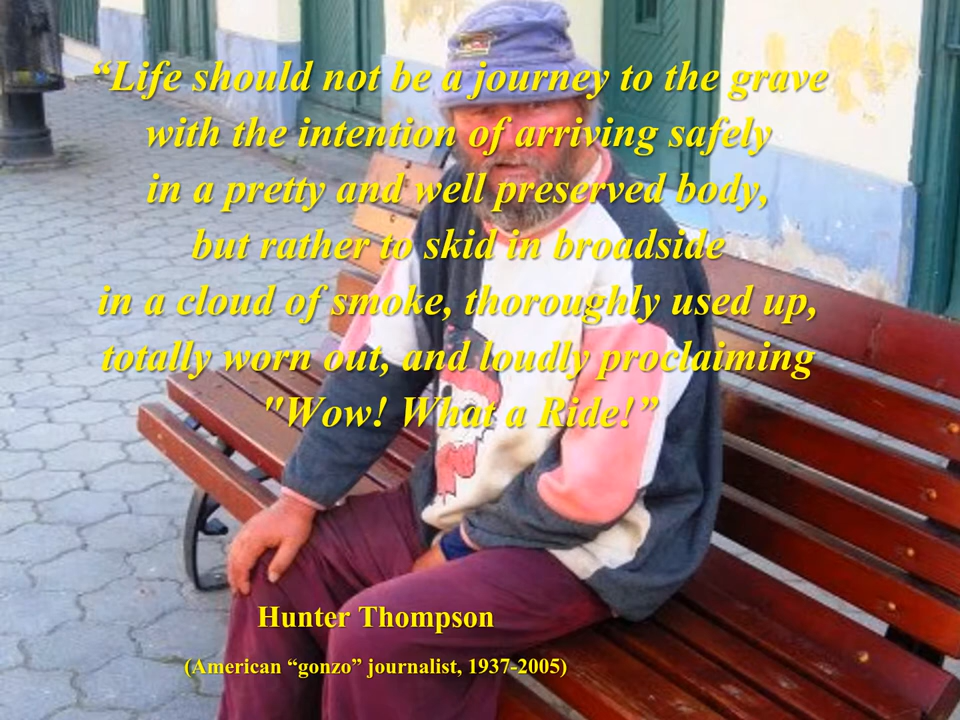 “Life should not be a journey to the grave
with the intention of arriving safely
in a pretty and well preserved body,
but rather to skid in broadside
in a cloud of smoke, thoroughly used up,
totally worn out, and loudly proclaiming
"Wow! What a Ride!”
Hunter Thompson
(American “gonzo” journalist, 1937-2005)